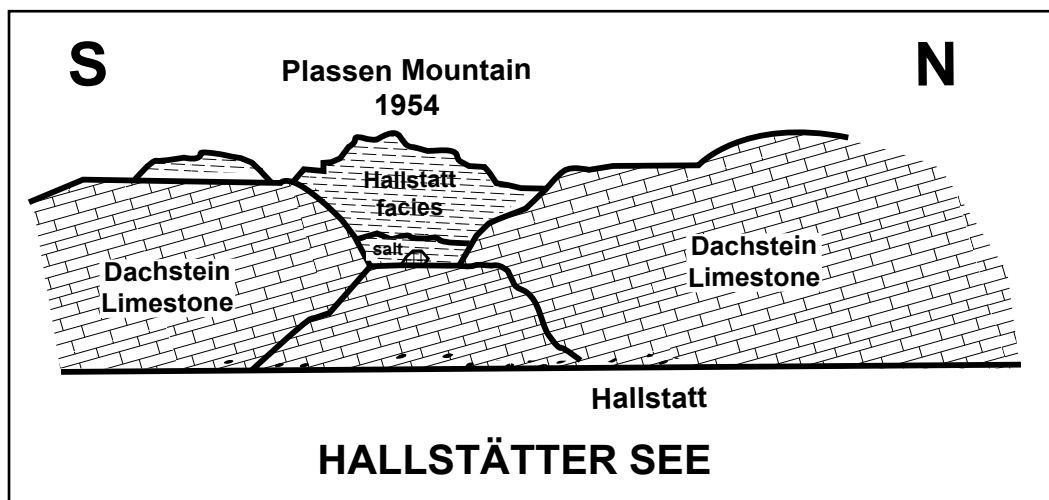 S
N
Plassen Mountain
1954
Hallstatt
facies
salt
Dachstein
Limestone
Dachstein
Limestone
Hallstatt
HALLSTÄTTER SEE